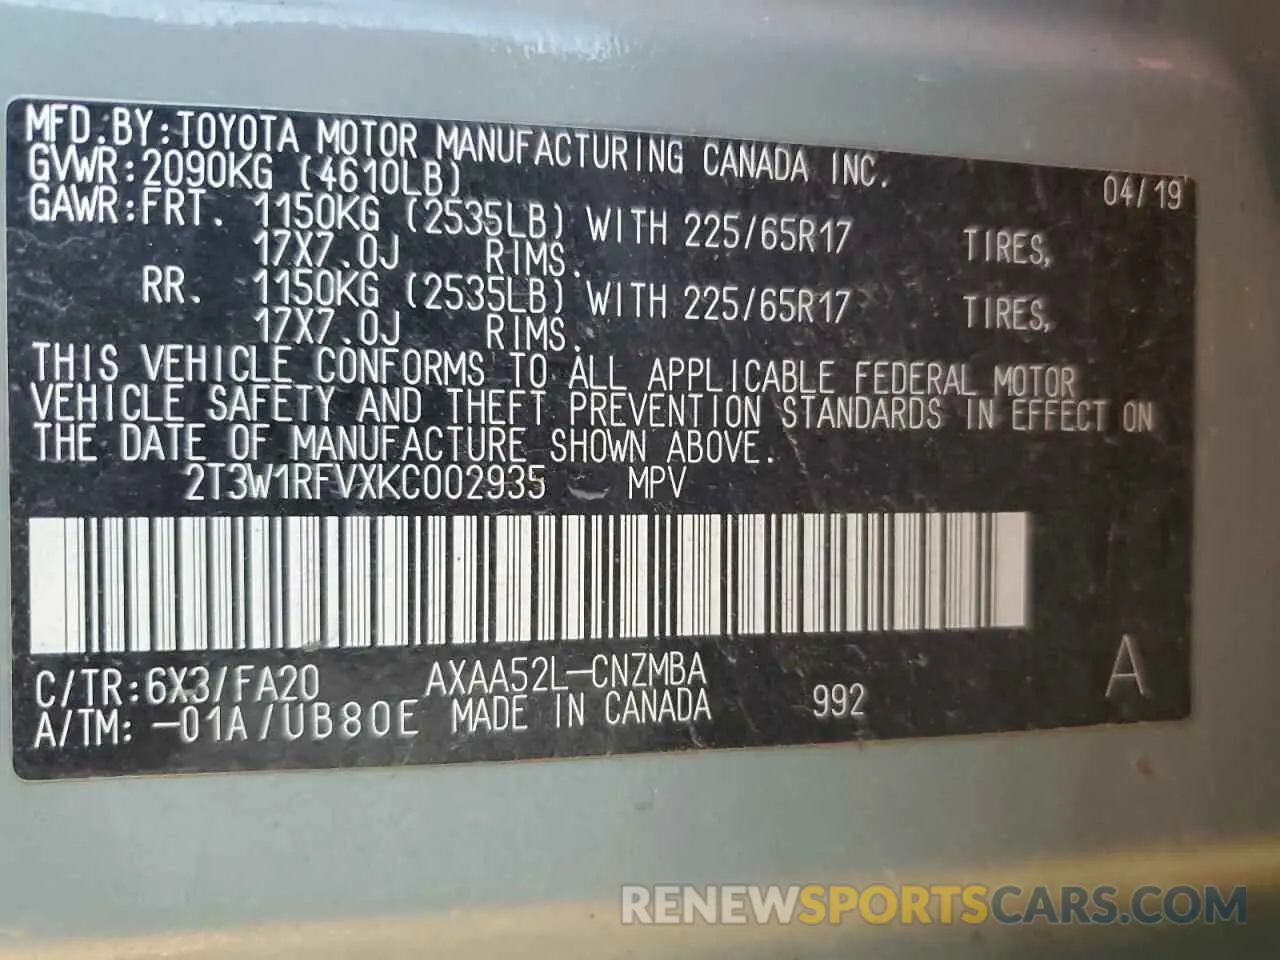 MFD.BY:TOYOTA MOTOR MANUFACTURING CANADA INC.
GVWR:2090KG (4610LB) 04/19
GAWR:FRT. 1150KG (2535LB) WITH 225/65R17 TIRES,
17X7.0J RIMS.
RR. 1150KG (2535LB) WITH 225/65R17 TIRES,
17X7.0J RIMS.
THIS VEHICLE CONFORMS TO ALL APPLICABLE FEDERAL MOTOR
VEHICLE SAFETY AND THEFT PREVENTION STANDARDS IN EFFECT ON
THE DATE OF MANUFACTURE SHOWN ABOVE.
2T3W1RFVXKC002935 MPV
C/TR:6X3/FA20 AXAA52L-CNZMBA
A/TM:-01A/UB80E MADE IN CANADA 992
A
RENEWSPORTSCARS.COM